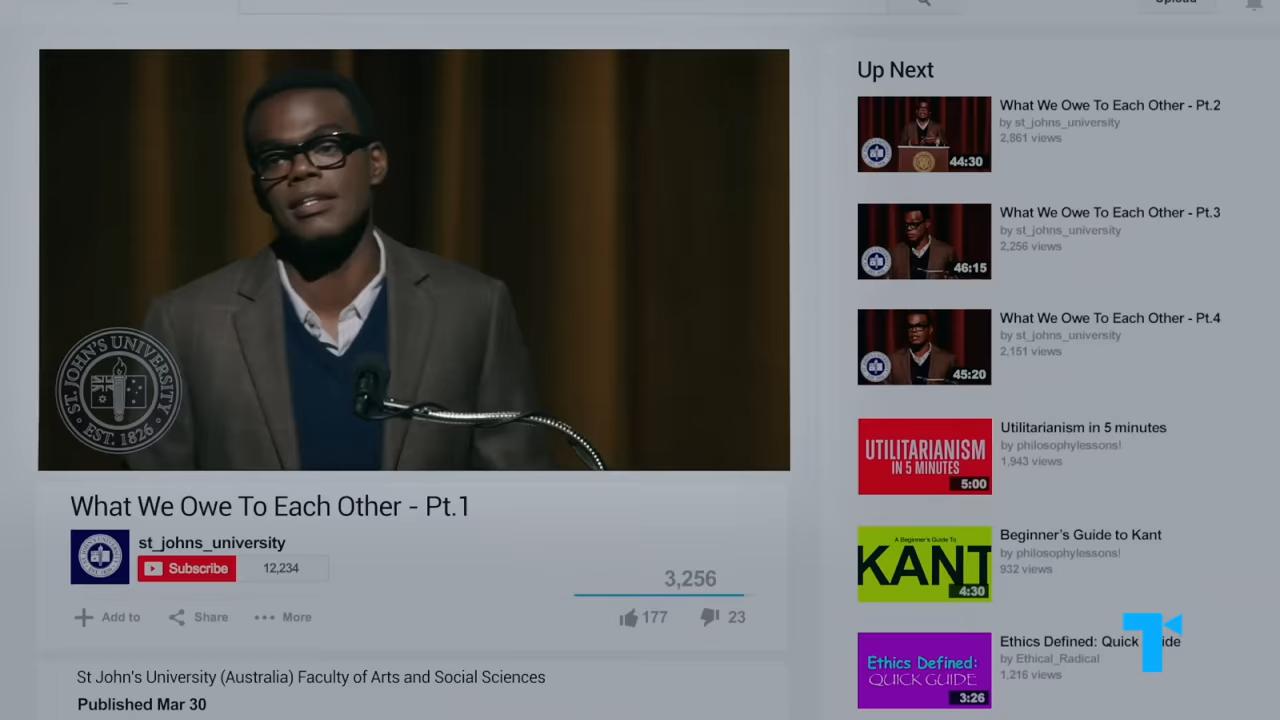 Upload
ST. JOHN'S UNIVERSITY
EST. 1826
What We Owe To Each Other - Pt.1
st_johns_university
Subscribe 12,234
3,256
Add to Share More 177 23
St John's University (Australia) Faculty of Arts and Social Sciences
Published Mar 30
Up Next
What We Owe To Each Other - Pt.2
by st_johns_university
2,861 views
44:30
What We Owe To Each Other - Pt.3
by st_johns_university
2,256 views
46:15
What We Owe To Each Other - Pt.4
by st_johns_university
2,151 views
45:20
UTILITARIANISM
IN 5 MINUTES
5:00
Utilitarianism in 5 minutes
by philosophylessons!
1,943 views
A Beginner's Guide To
KANT
4:30
Beginner's Guide to Kant
by philosophylessons!
932 views
Ethics Defined:
QUICK GUIDE
3:26
Ethics Defined: Quick
by Ethical_Radical
1,216 views